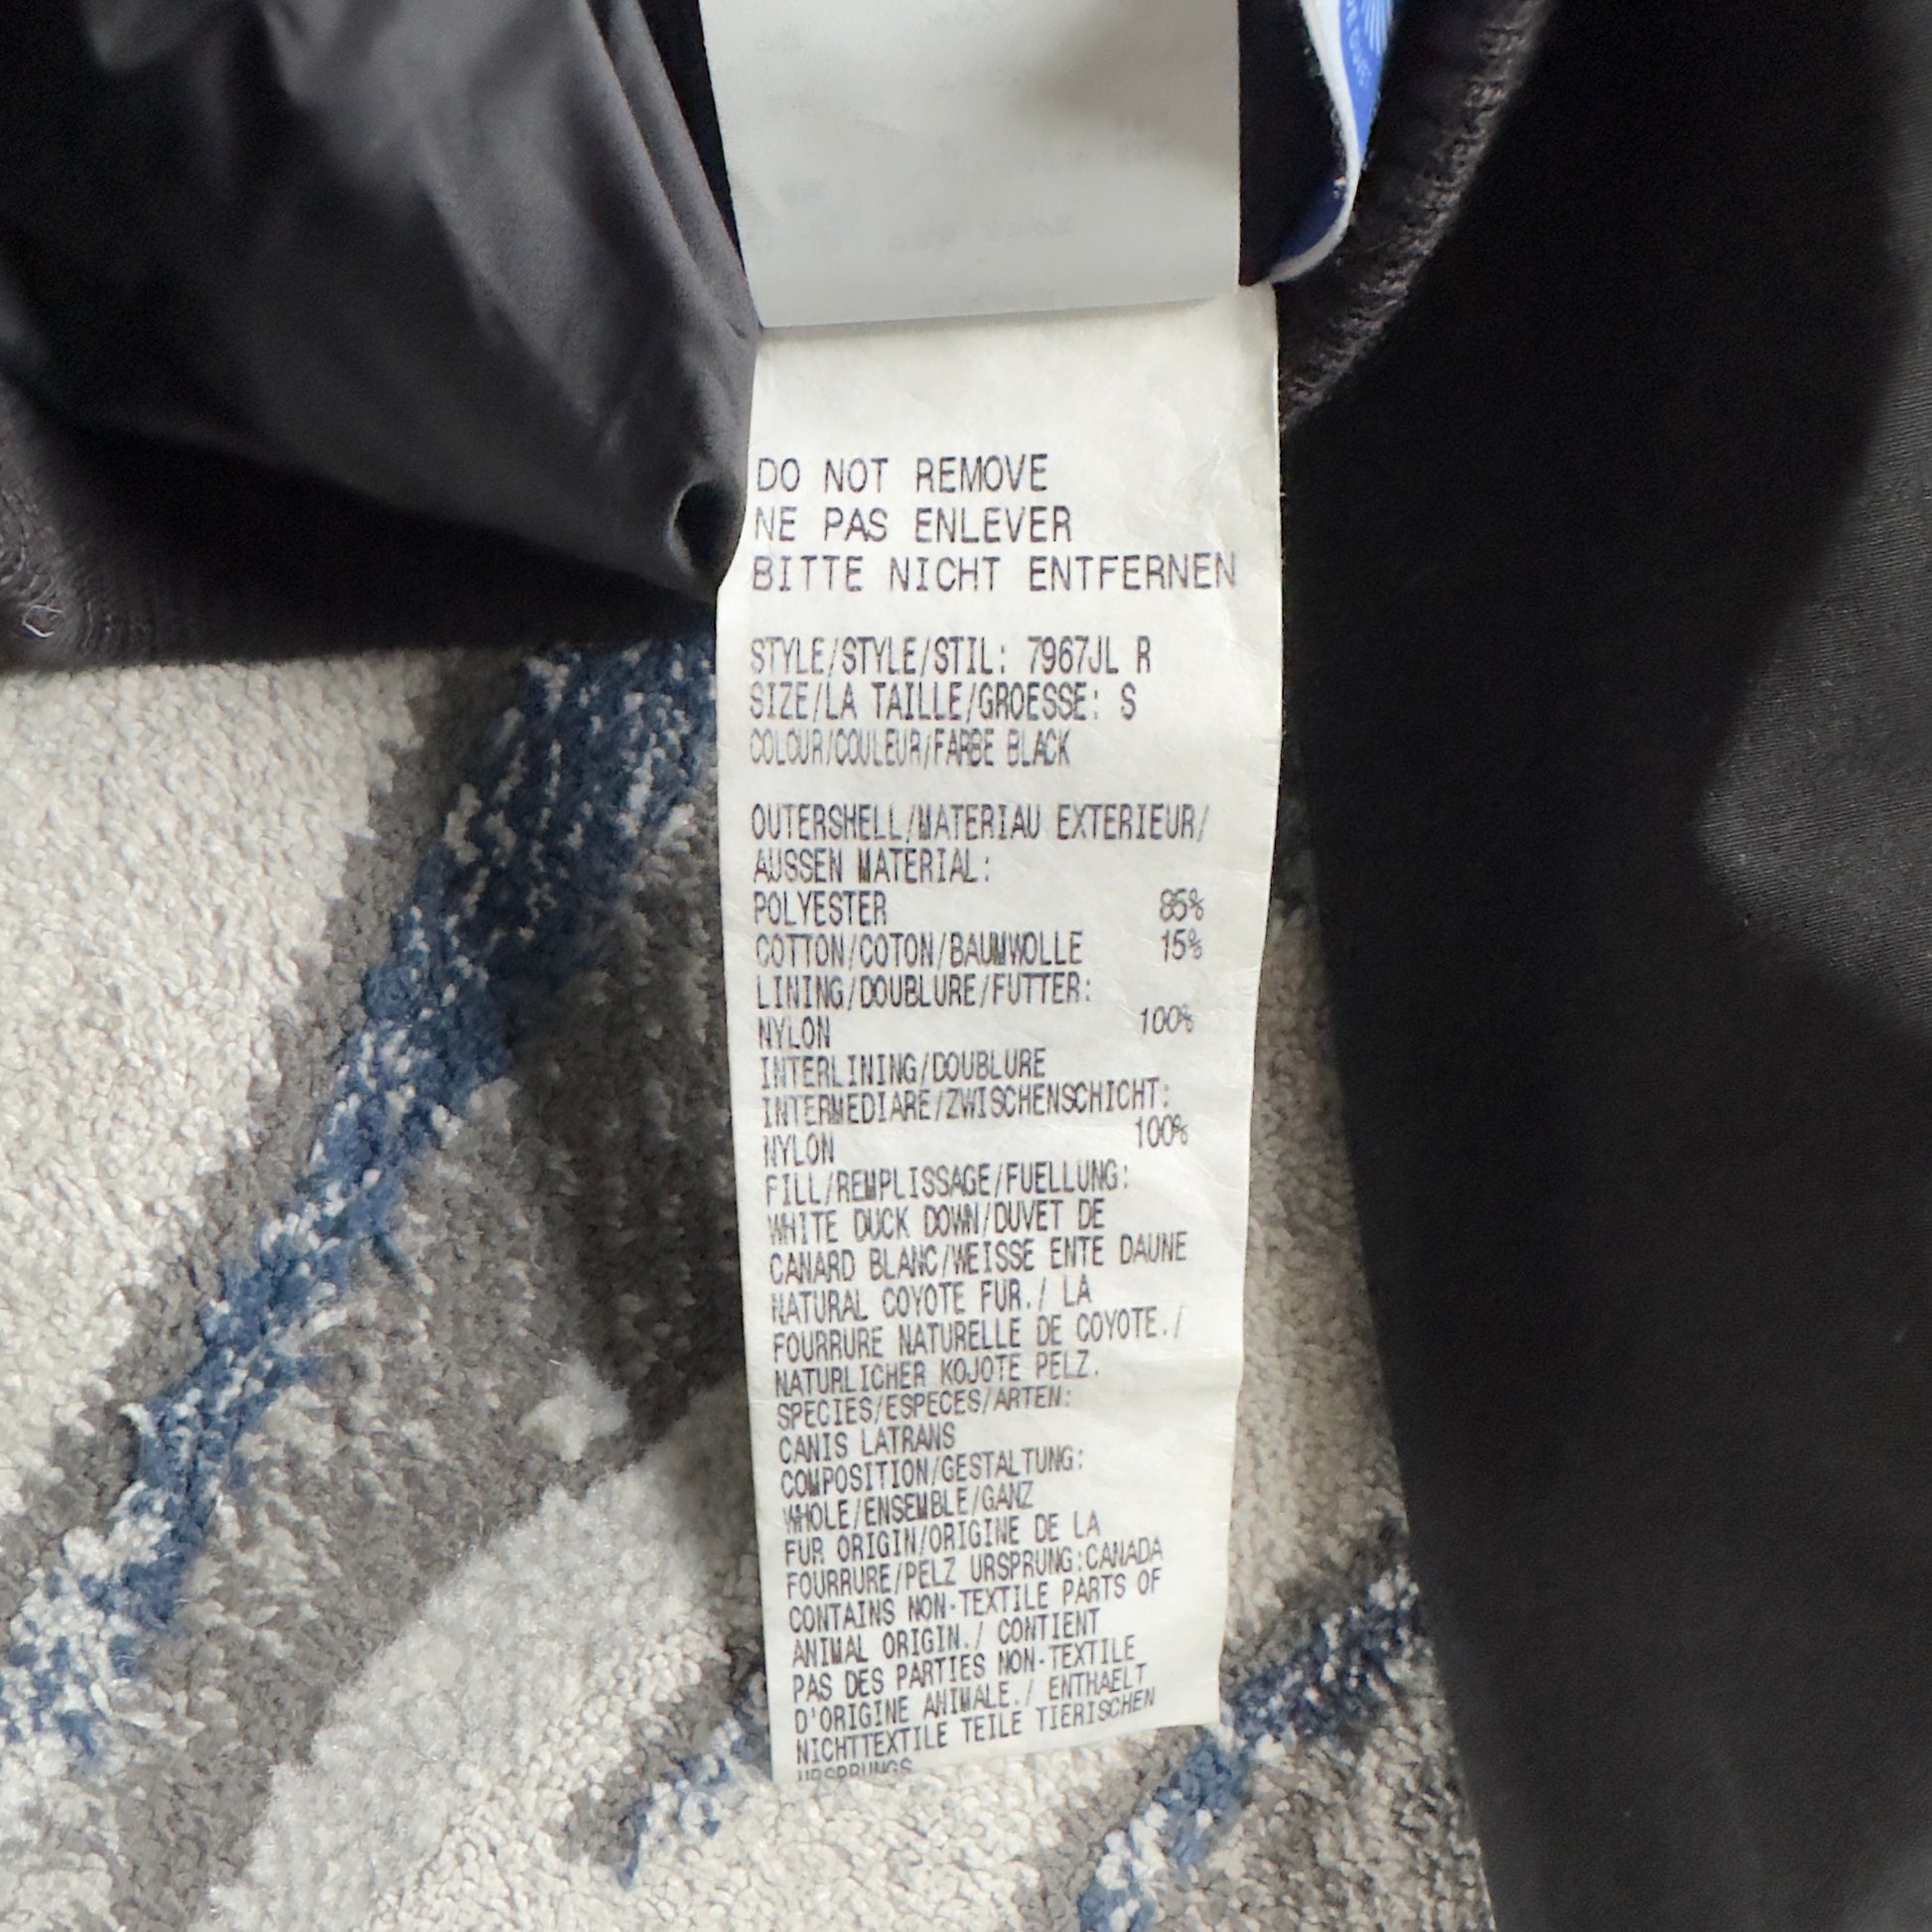 DO NOT REMOVE
NE PAS ENLEVER
BITTE NICHT ENTFERNEN
STYLE/STYLE/STIL: 7967JL R
SIZE/LA TAILLE/GROESSE: S
COLOUR/COULEUR/FARBE BLACK
OUTERSHELL/MATERIAU EXTERIEUR/
AUSSEN MATERIAL:
POLYESTER 85%
COTTON/COTON/BAUMWOLLE 15%
LINING/DOUBLURE/FUTTER:
NYLON 100%
INTERLINING/DOUBLURE
INTERMEDIARE/ZWISCHENSCHICHT:
NYLON 100%
FILL/REMPLISSAGE/FUELLUNG:
WHITE DUCK DOWN/DUVET DE
CANARD BLANC/WEISSE ENTE DAUNE
NATURAL COYOTE FUR./ LA
FOURRURE NATURELLE DE COYOTE./
NATURLICHER KOJOTE PELZ.
SPECIES/ESPECES/ARTEN:
CANIS LATRANS
COMPOSITION/GESTALTUNG:
WHOLE/ENSEMBLE/GANZ
FUR ORIGIN/ORIGINE DE LA
FOURRURE/PELZ URSPRUNG:CANADA
CONTAINS NON-TEXTILE PARTS OF
ANIMAL ORIGIN./ CONTIENT
PAS DES PARTIES NON-TEXTILE
D'ORIGINE ANIMALE./ ENTHAELT
NICHTTEXTILE TEILE TIERISCHEN
URSPRUNGS